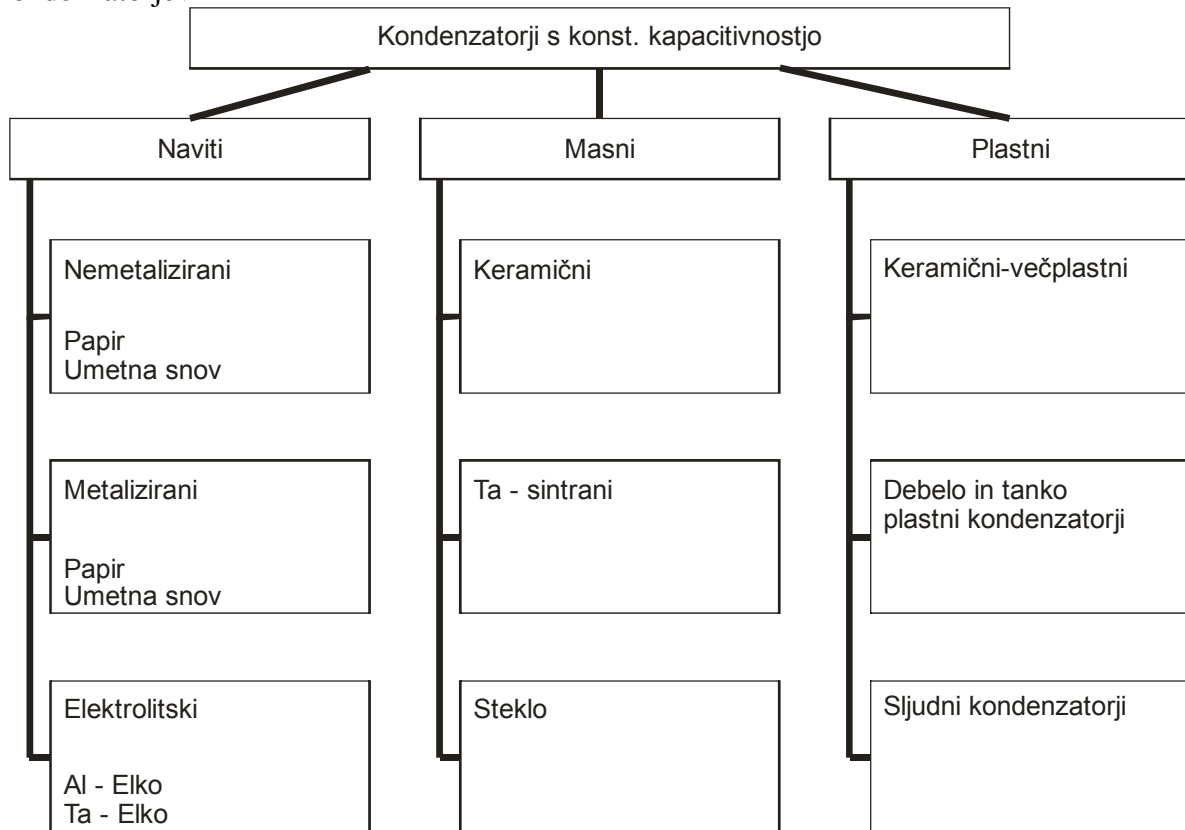 Kondenzatorji s konst. kapacitivnostjo
Naviti
Masni
Plastni
Nemetalizirani
Papir
Umetna snov
Keramični
Keramični-večplastni
Metalizirani
Papir
Umetna snov
Ta - sintrani
Debelo in tanko
plastni kondenzatorji
Elektrolitski
Al - Elko
Ta - Elko
Steklo
Sljudni kondenzatorji